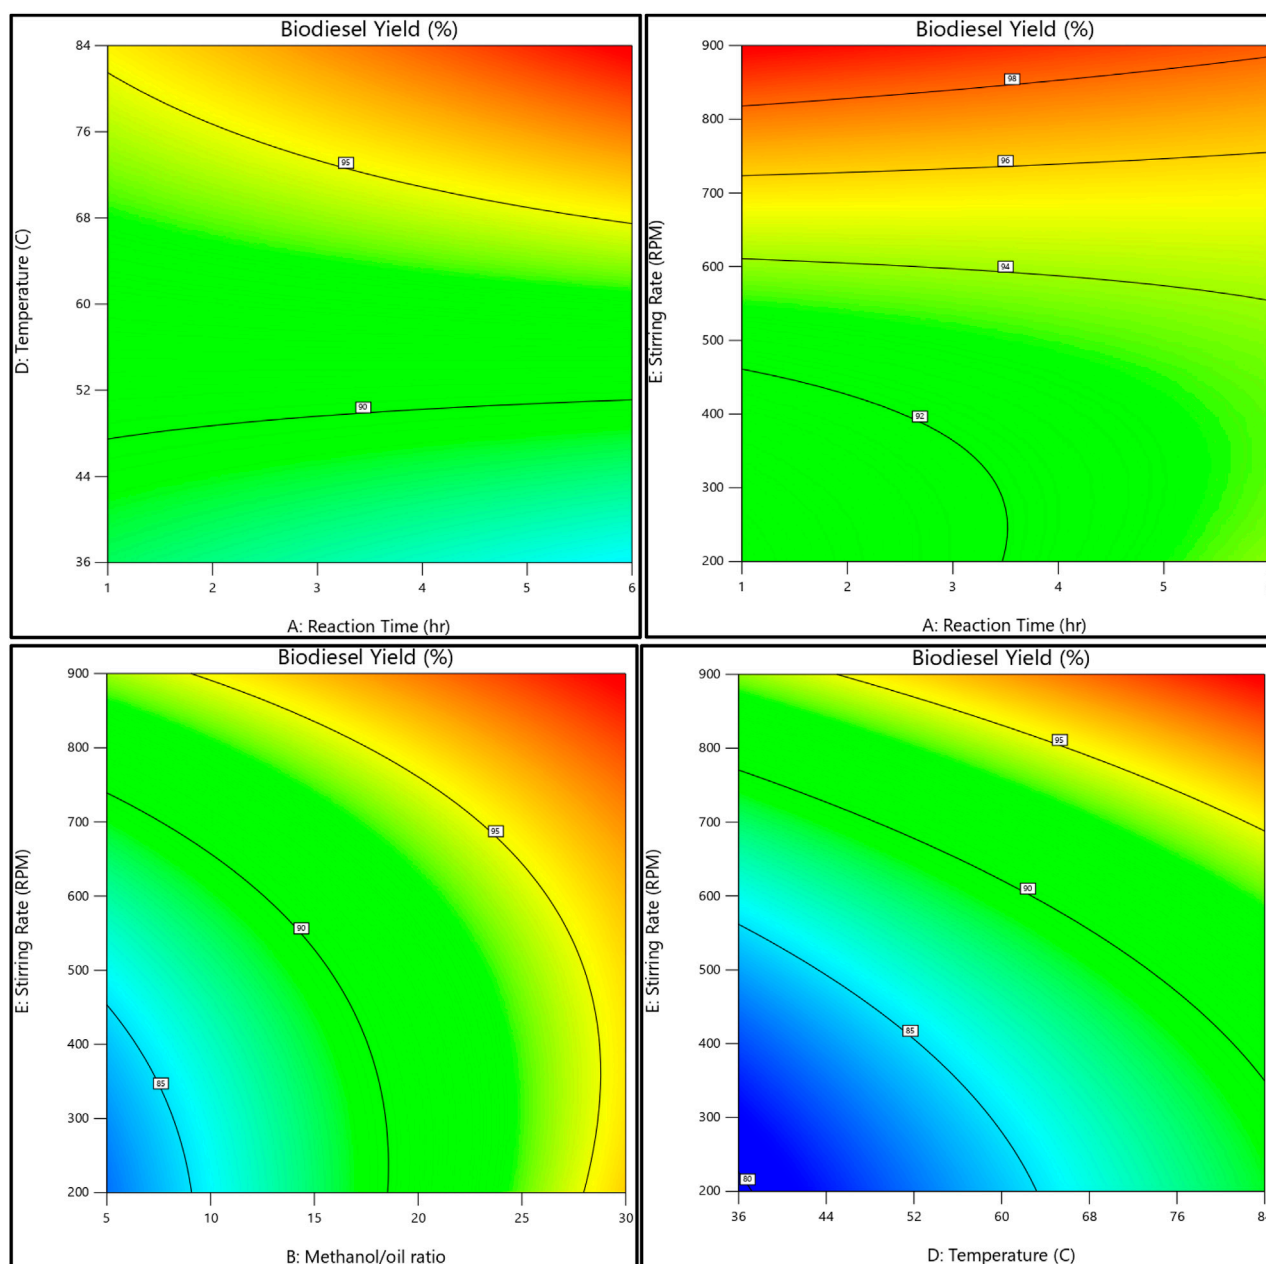 Biodiesel Yield (%)
84
76
68
60
52
44
36
D: Temperature (C)
95
90
1 2 3 4 5 6
A: Reaction Time (hr)
Biodiesel Yield (%)
900
800
700
600
500
400
300
200
E: Stirring Rate (RPM)
98
96
94
92
1 2 3 4 5
A: Reaction Time (hr)
Biodiesel Yield (%)
900
800
700
600
500
400
300
200
E: Stirring Rate (RPM)
95
90
85
5 10 15 20 25 30
B: Methanol/oil ratio
Biodiesel Yield (%)
900
800
700
600
500
400
300
200
E: Stirring Rate (RPM)
95
90
85
80
36 44 52 60 68 76
D: Temperature (C)